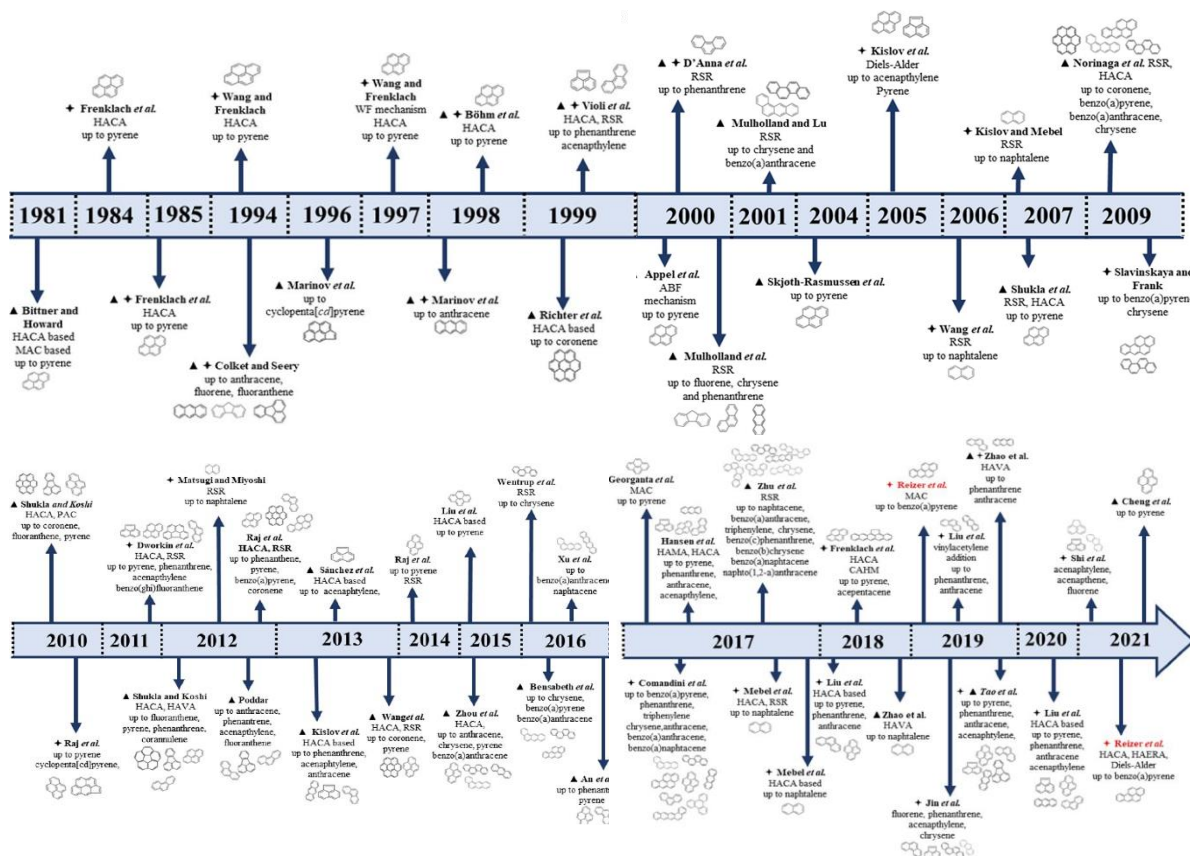 ✦ Frenklach et al.
HACA
up to pyrene
✦ Wang and
Frenklach
HACA
up to pyrene
✦ Wang and
Frenklach
WF mechanism
HACA
up to pyrene
▲ ✦ Böhm et al.
HACA
up to pyrene
▲ ✦ Violi et al.
HACA, RSR
up to phenanthrene
acenapthylene
▲ ✦ D'Anna et al.
RSR
up to phenanthrene
▲ Mulholland and Lu
RSR
up to chrysene and
benzo(a)anthracene
✦ Kislov et al.
Diels-Alder
up to acenapthylene
Pyrene
✦ Kislov and Mebel
RSR
up to naphtalene
▲ Norinaga et al. RSR,
HACA
up to coronene,
benzo(a)pyrene,
benzo(a)anthracene,
chrysene
1981 1984 1985 1994 1996 1997 1998 1999 2000 2001 2004 2005 2006 2007 2009
▲ Bittner and
Howard
HACA based
MAC based
up to pyrene
▲ ✦ Frenklach et al.
HACA
up to pyrene
▲ ✦ Colket and Seery
up to anthracene,
fluorene, fluoranthene
▲ Marinov et al.
up to
cyclopenta[cd]pyrene
▲ ✦ Marinov et al.
up to anthracene
▲ Richter et al.
HACA based
up to coronene
Appel et al.
ABF
mechanism
up to pyrene
▲ Mulholland et al.
RSR
up to fluorene, chrysene
and phenanthrene
▲ Skjøth-Rasmussen et al.
up to pyrene
✦ Wang et al.
RSR
up to naphtalene
▲ Shukla et al.
RSR, HACA
up to pyrene
✦ Slavinskaya and
Frank
up to benzo(a)pyrene
chrysene
▲ Shukla and Koshi
HACA, PAC
up to coronene,
fluoranthene, pyrene
✦ Dworkin et al.
HACA, RSR
up to pyrene, phenanthrene,
acenapthylene
benzo(ghi)fluoranthene
✦ Matsugi and Miyoshi
RSR
up to naphtalene
Raj et al.
HACA, RSR
up to phenanthene,
pyrene,
benzo(a)pyrene,
coronene
▲ Sánchez et al.
HACA based
up to acenaphtylene,
Raj et al.
up to pyrene
RSR
Liu et al.
HACA based
up to pyrene
Wentrup et al.
RSR
up to chrysene
Xu et al.
up to
benzo(a)anthracene,
naphtacene
Georganta et al.
MAC
up to pyrene
Hansen et al.
HAMA, HACA
up to pyrene,
phenanthrene,
anthracene,
acenapthylene,
▲ Zhu et al.
RSR
up to naphtacene,
benzo(a)anthracene,
triphenylene, chrysene,
benzo(c)phenanthrene,
benzo(b)chrysene
benzo(a)naphtacene
naphto(1,2-a)anthracene
✦ Frenklach et al.
HACA
CAHM
up to pyrene,
acepentacene
✦ Reizer et al.
MAC
up to benzo(a)pyrene
✦ Liu et al.
vinylacetylene
addition
up to
phenanthrene,
anthracene
▲ ✦ Zhao et al.
HAVA
up to
phenanthrene
anthracene
✦ Shi et al.
acenaphtylene,
acenapthene,
fluorene
▲ Cheng et al.
up to pyrene
2010 2011 2012 2013 2014 2015 2016 2017 2018 2019 2020 2021
✦ Raj et al.
up to pyrene
cyclopenta[cd]pyrene,
▲ Shukla and Koshi
HACA, HAVA
up to fluoranthene,
pyrene, phenanthrene,
corannulene
▲ Poddar
up to anthracene,
phenantrene,
acenapthylene,
fluoranthene
▲ Kislov et al.
HACA based
up to phenanthrene,
acenaphtylene,
anthracene
▲ Wang et al.
HACA, RSR
up to coronene,
pyrene
▲ Zhou et al.
HACA,
up to anthracene,
chrysene, pyrene
benzo(a)anthracene
▲ Bensabeth et al.
up to chrysene,
benzo(a)pyrene
benzo(a)anthracene
▲ An et
up to phenant
pyrene
✦ Comandini et al.
up to benzo(a)pyrene,
phenanthrene,
triphenylene
chrysene,anthracene,
benzo(a)anthracene,
benzo(a)naphtacene
✦ Mebel et al.
HACA, RSR
up to naphtalene
✦ Mebel et al.
HACA based
up to naphtalene
✦ Liu et al.
HACA based
up to pyrene,
phenanthrene,
anthracene
▲ Zhao et al.
HAVA
up to naphtalene
✦ Jin et al.
fluorene, phenanthrene,
acenapthylene,
chrysene
✦ ▲ Tao et al.
up to pyrene,
phenanthrene,
anthracene,
acenaphtylene,
✦ Liu et al.
HACA based
up to pyrene,
phenanthrene,
anthracene
acenapthylene
✦ Reizer et al.
HACA, HAERA,
Diels-Alder
up to benzo(a)pyrene